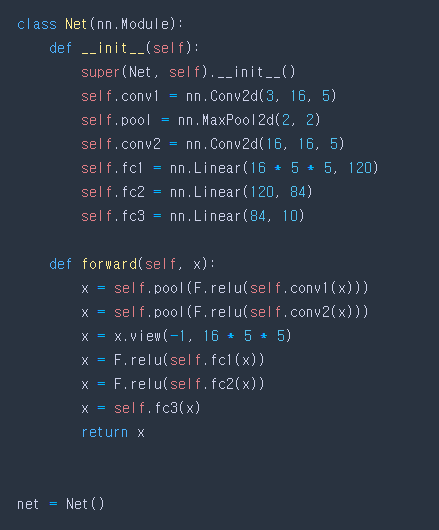 class Net(nn.Module):
    def __init__(self):
        super(Net, self).__init__()
        self.conv1 = nn.Conv2d(3, 16, 5)
        self.pool = nn.MaxPool2d(2, 2)
        self.conv2 = nn.Conv2d(16, 16, 5)
        self.fc1 = nn.Linear(16 * 5 * 5, 120)
        self.fc2 = nn.Linear(120, 84)
        self.fc3 = nn.Linear(84, 10)

    def forward(self, x):
        x = self.pool(F.relu(self.conv1(x)))
        x = self.pool(F.relu(self.conv2(x)))
        x = x.view(-1, 16 * 5 * 5)
        x = F.relu(self.fc1(x))
        x = F.relu(self.fc2(x))
        x = self.fc3(x)
        return x


net = Net()